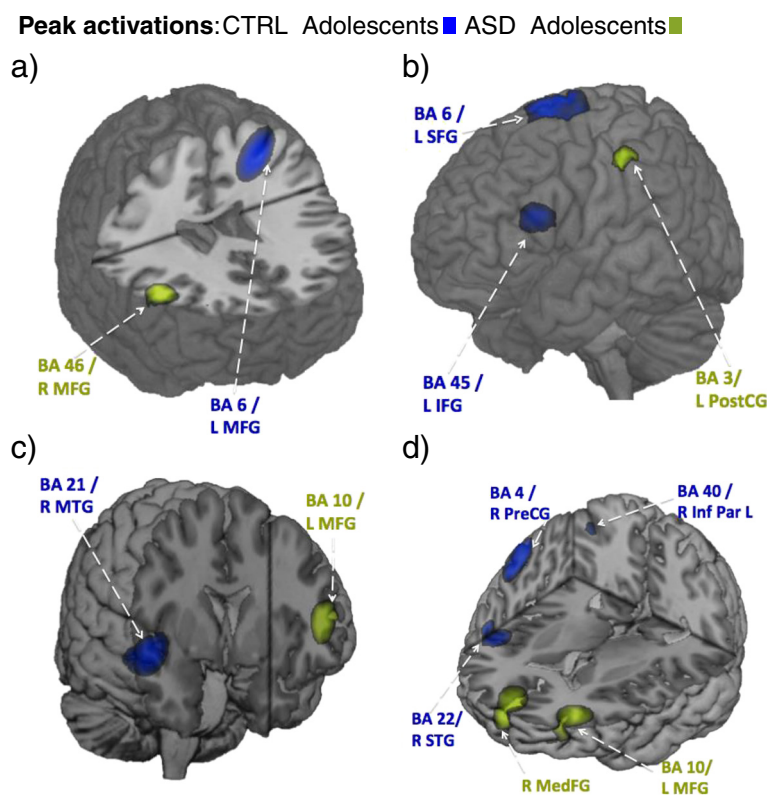 Peak activations: CTRL Adolescents ASD Adolescents
a)
BA 46 /
R MFG
BA 6 /
L MFG
b)
BA 6 /
L SFG
BA 45 /
L IFG
BA 3/
L PostCG
c)
BA 21 /
R MTG
BA 10 /
L MFG
d)
BA 4 /
R PreCG
BA 40 /
R Inf Par L
BA 22/
R STG
R MedFG
BA 10/
L MFG